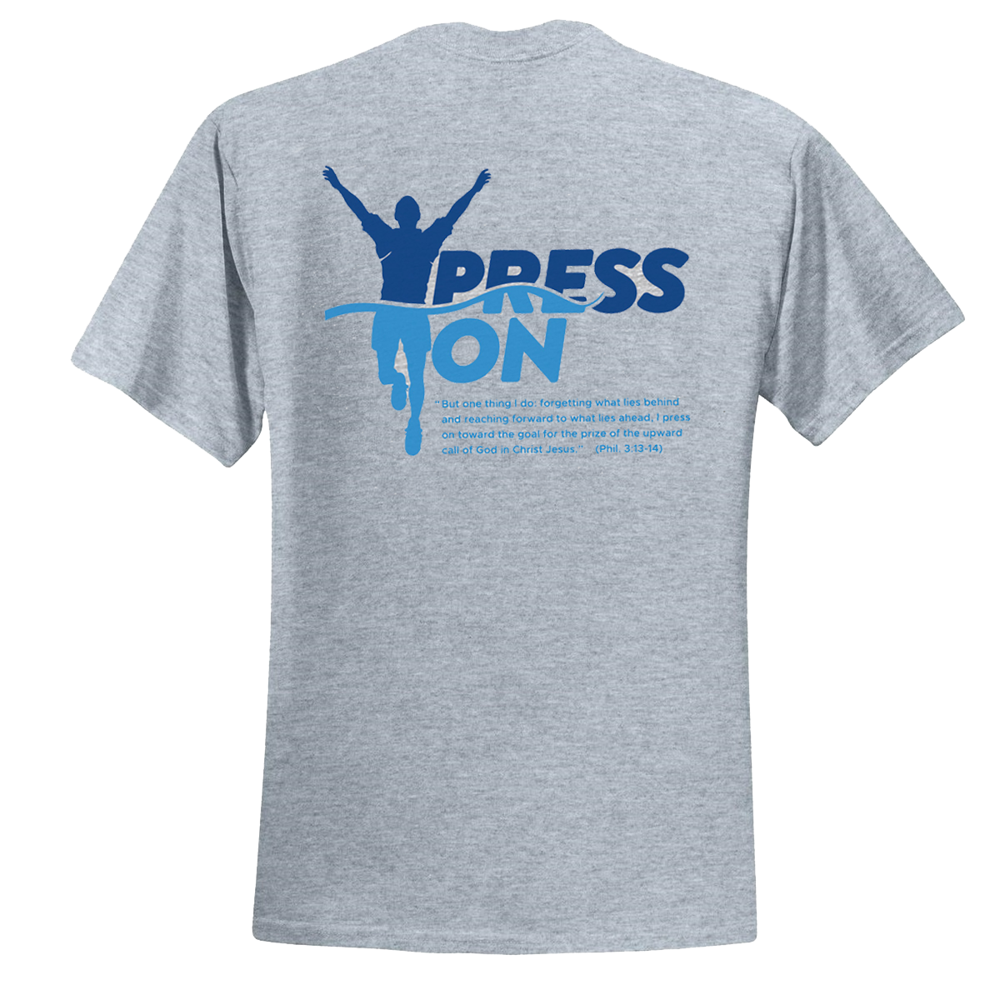 PRESS
ON
“But one thing I do: forgetting what lies behind
and reaching forward to what lies ahead, I press
on toward the goal for the prize of the upward
call of God in Christ Jesus.” (Phil. 3:13-14)